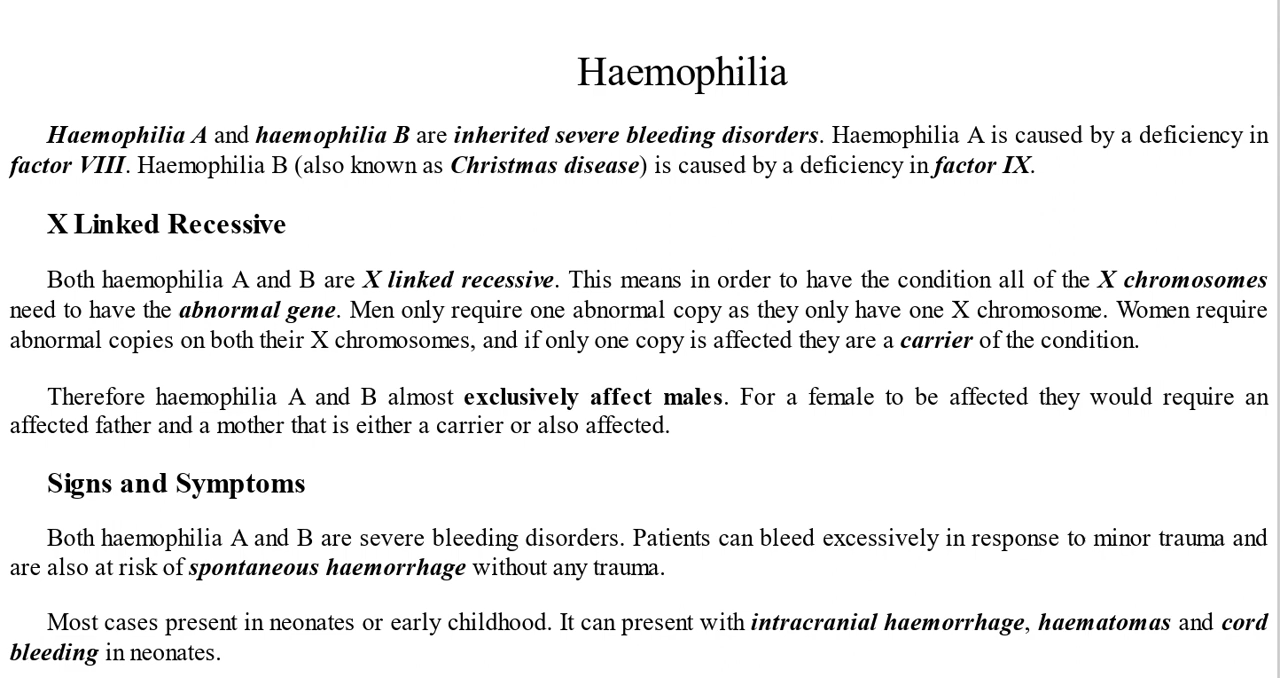 Haemophilia
Haemophilia A and haemophilia B are inherited severe bleeding disorders. Haemophilia A is caused by a deficiency in
factor VIII. Haemophilia B (also known as Christmas disease) is caused by a deficiency in factor IX.
X Linked Recessive
Both haemophilia A and B are X linked recessive. This means in order to have the condition all of the X chromosomes
need to have the abnormal gene. Men only require one abnormal copy as they only have one X chromosome. Women require
abnormal copies on both their X chromosomes, and if only one copy is affected they are a carrier of the condition.
Therefore haemophilia A and B almost exclusively affect males. For a female to be affected they would require an
affected father and a mother that is either a carrier or also affected.
Signs and Symptoms
Both haemophilia A and B are severe bleeding disorders. Patients can bleed excessively in response to minor trauma and
are also at risk of spontaneous haemorrhage without any trauma.
Most cases present in neonates or early childhood. It can present with intracranial haemorrhage, haematomas and cord
bleeding in neonates.